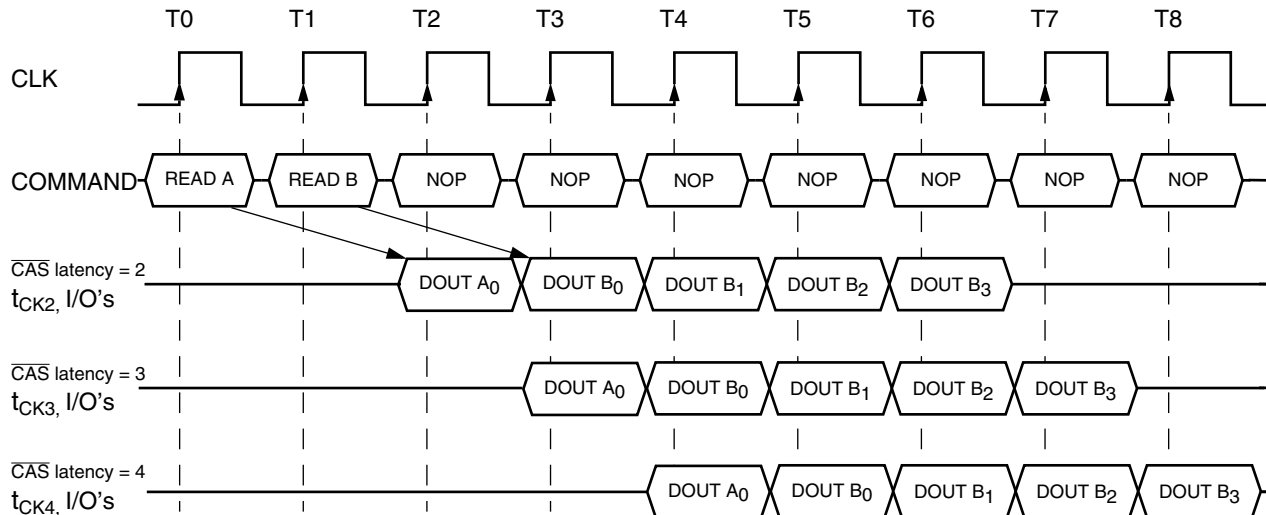 T0 T1 T2 T3 T4 T5 T6 T7 T8
CLK
COMMAND READ A READ B NOP NOP NOP NOP NOP NOP NOP
CAS latency = 2
tCK2, I/O's DOUT A0 DOUT B0 DOUT B1 DOUT B2 DOUT B3
CAS latency = 3
tCK3, I/O's DOUT A0 DOUT B0 DOUT B1 DOUT B2 DOUT B3
CAS latency = 4
tCK4, I/O's DOUT A0 DOUT B0 DOUT B1 DOUT B2 DOUT B3